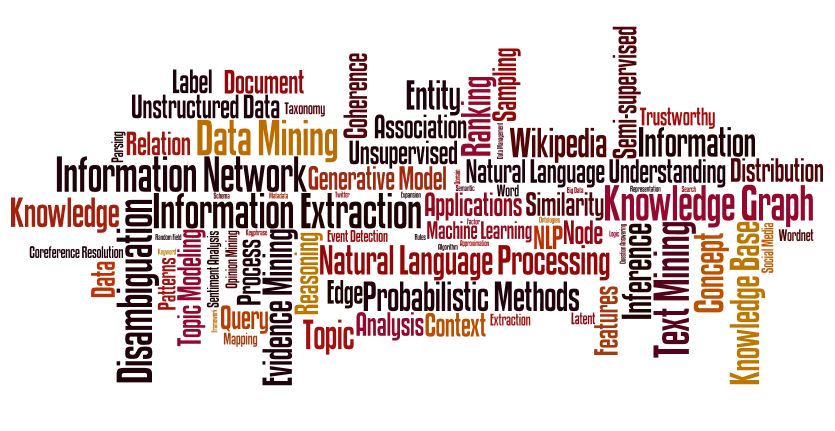 Semi-supervised
Sampling
Coherence
Label
Document
Entity
Ranking
Unstructured Data
Taxonomy
Association
Data Management
Trustworthy
Parsing
Relation
Data Mining
Unsupervised
Wikipedia
Information
Information Network
Generative Model
Domain
Semantic
Natural Language Understanding
Distribution
Schema
Metadata
Twitter
Expansion
Word
Big Data
Representation
Search
Knowledge
Disambiguation
Information Extraction
Applications
Similarity
Knowledge Graph
Random Field
Keyphrase
Event Detection
Rules
Factor
Machine Learning
Ontologies
NLP
Node
Logic
Question Answering
Wordnet
Algorithm
Approximation
Coreference Resolution
Keyword
Patterns
Topic Modeling
Sentiment Analysis
Opinion Mining
Process
Evidence Mining
Reasoning
Natural Language Processing
Inference
Text Mining
Concept
Knowledge Base
Social Media
Data
Edge
Probabilistic Methods
Features
Framework
Query
Mapping
Topic
Analysis
Context
Extraction
Latent